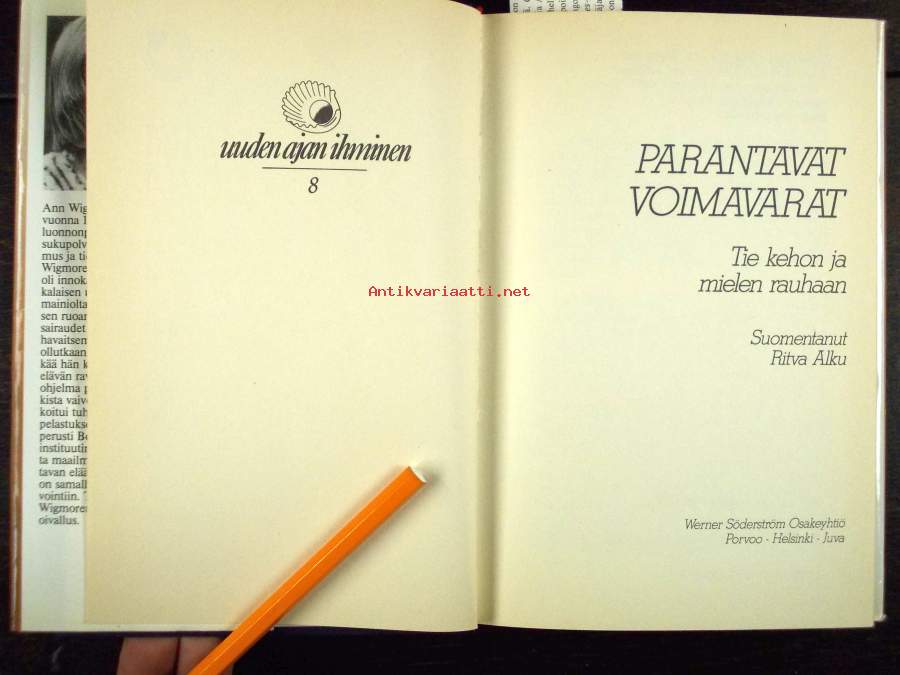 Ann Wig
vuonna
luonnonp
sukupolv
mus ja ti
Wigmore
oli innok
kalaisen
mainiolta
sen ruoar
sairaudet
havaitsem
ollutkaan
kää hän k
elävän rav
ohjelma p
kista vaiv
koitui tuh
pelastuks
perusti B
instituutin
ta maailm
tavan elä
on samall
vointiin.
Wigmore
oivallus.
uuden ajan ihminen
8
Antikvariaatti.net
PARANTAVAT
VOIMAVARAT
Tie kehon ja
mielen rauhaan
Suomentanut
Ritva Alku
Werner Söderström Osakeyhtiö
Porvoo - Helsinki - Juva